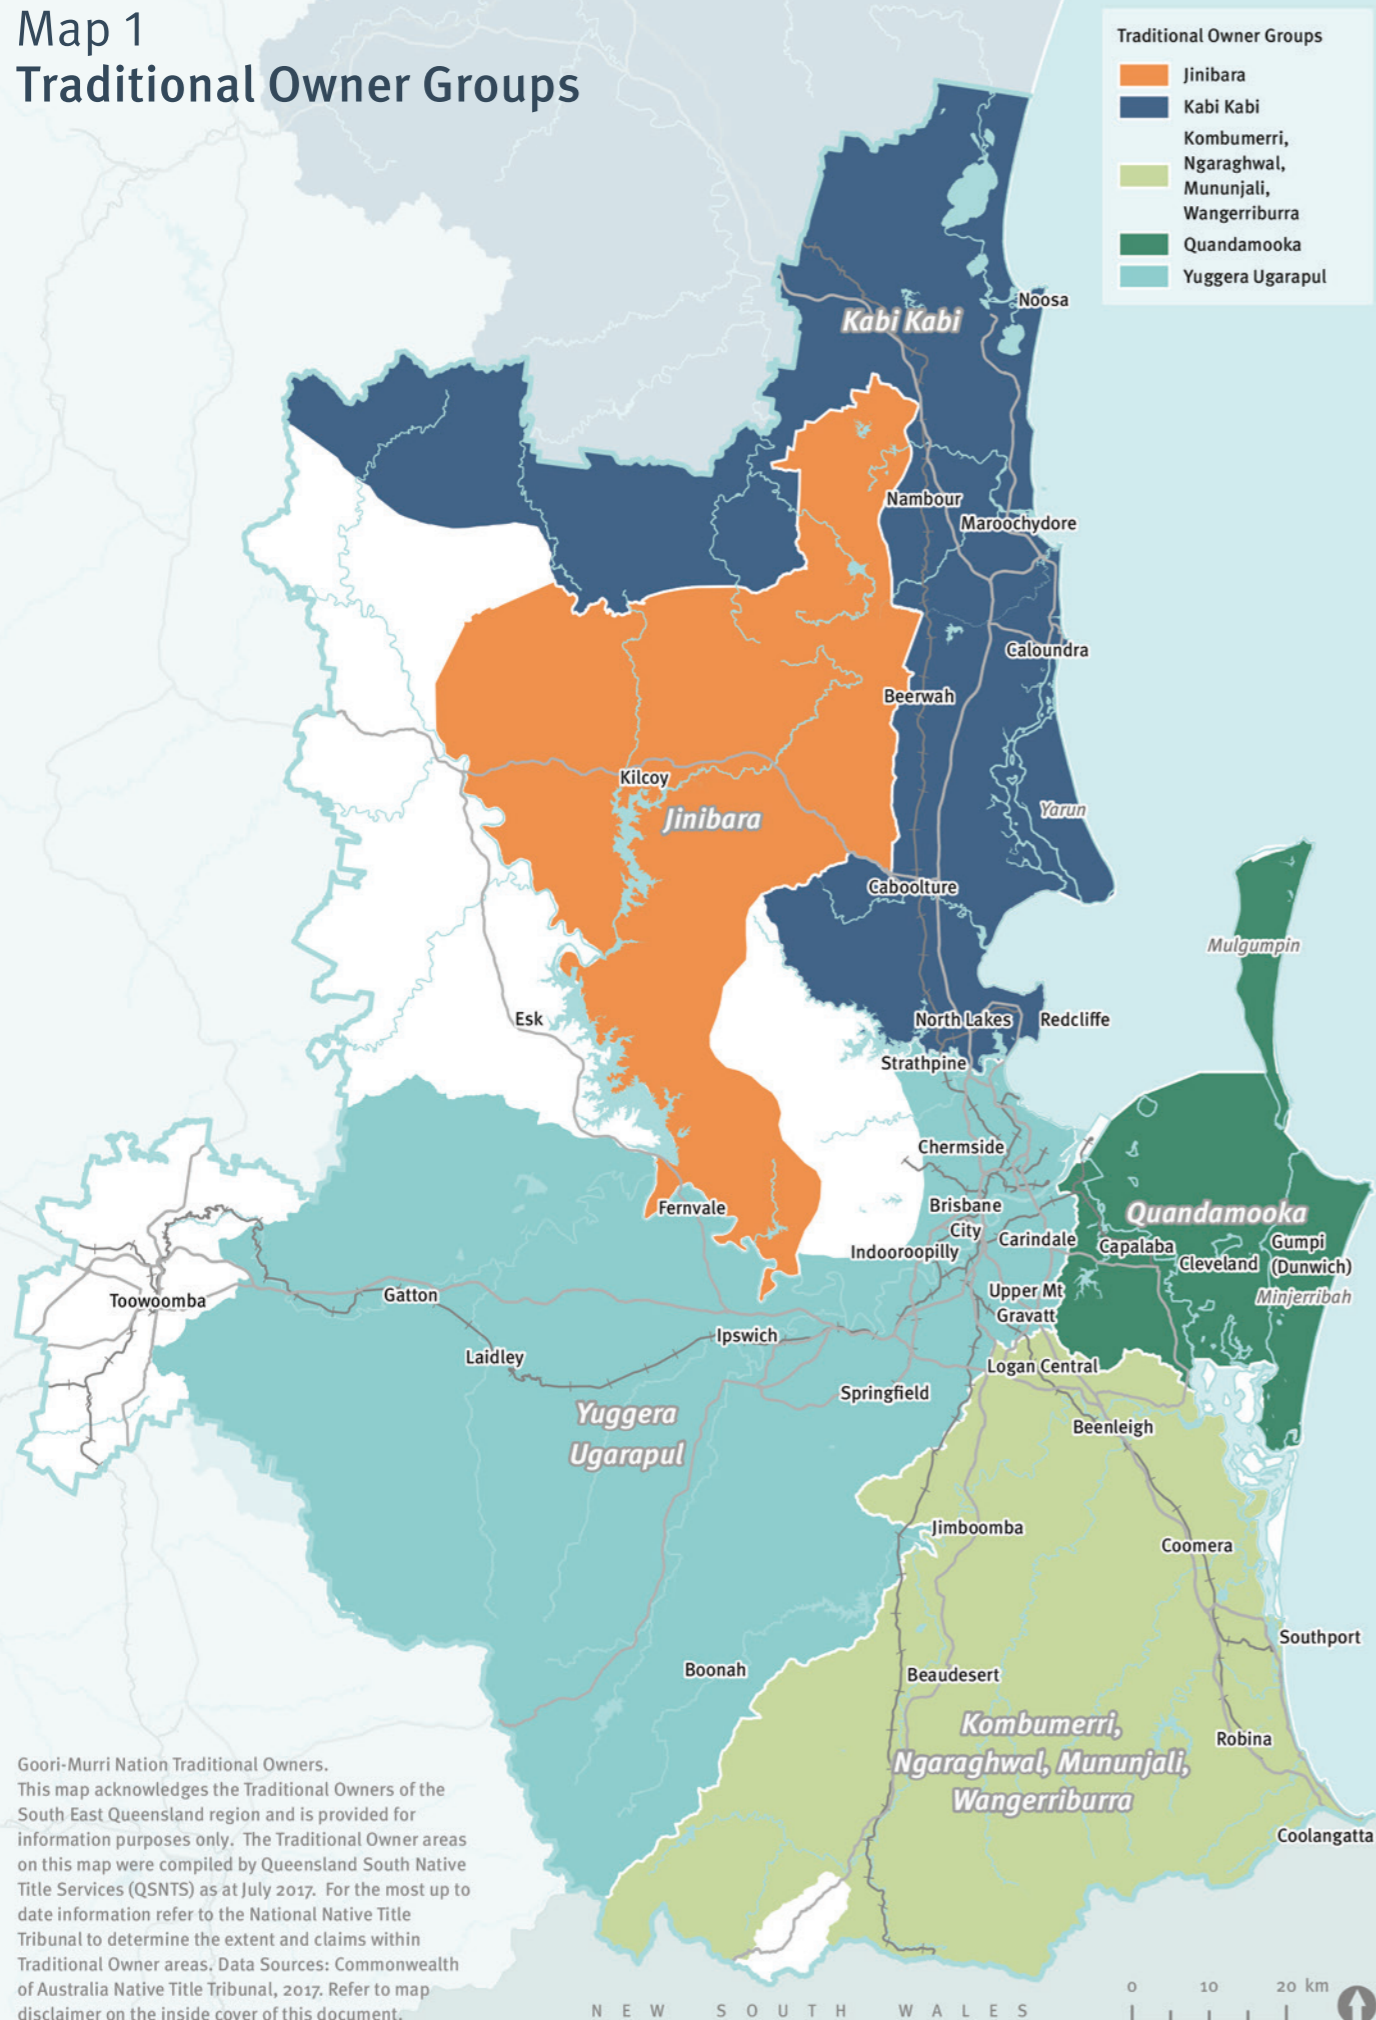 Map 1
Traditional Owner Groups
Traditional Owner Groups
Jinibara
Kabi Kabi
Kombumerri,
Ngaraghwal,
Mununjali,
Wangerriburra
Quandamooka
Yuggera Ugarapul
Noosa
Kabi Kabi
Nambour
Maroochydore
Caloundra
Beerwah
Kilcoy
Jinibara
Yarun
Caboolture
Mulgumpin
Esk
North Lakes
Redcliffe
Strathpine
Chermside
Fernvale
Brisbane
City
Quandamooka
Indooroopilly
Carindale
Capalaba
Cleveland
Gumpi
(Dunwich)
Minjerribah
Toowoomba
Gatton
Upper Mt
Gravatt
Ipswich
Laidley
Logan Central
Springfield
Yuggera
Ugarapul
Beenleigh
Jimboomba
Coomera
Southport
Boonah
Beaudesert
Kombumerri,
Ngaraghwal, Mununjali,
Wangerriburra
Robina
Coolangatta
Goori-Murri Nation Traditional Owners.
This map acknowledges the Traditional Owners of the
South East Queensland region and is provided for
information purposes only. The Traditional Owner areas
on this map were compiled by Queensland South Native
Title Services (QSNTS) as at July 2017. For the most up to
date information refer to the National Native Title
Tribunal to determine the extent and claims within
Traditional Owner areas. Data Sources: Commonwealth
of Australia Native Title Tribunal, 2017. Refer to map
disclaimer on the inside cover of this document.
NEW SOUTH WALES
0 10 20 km